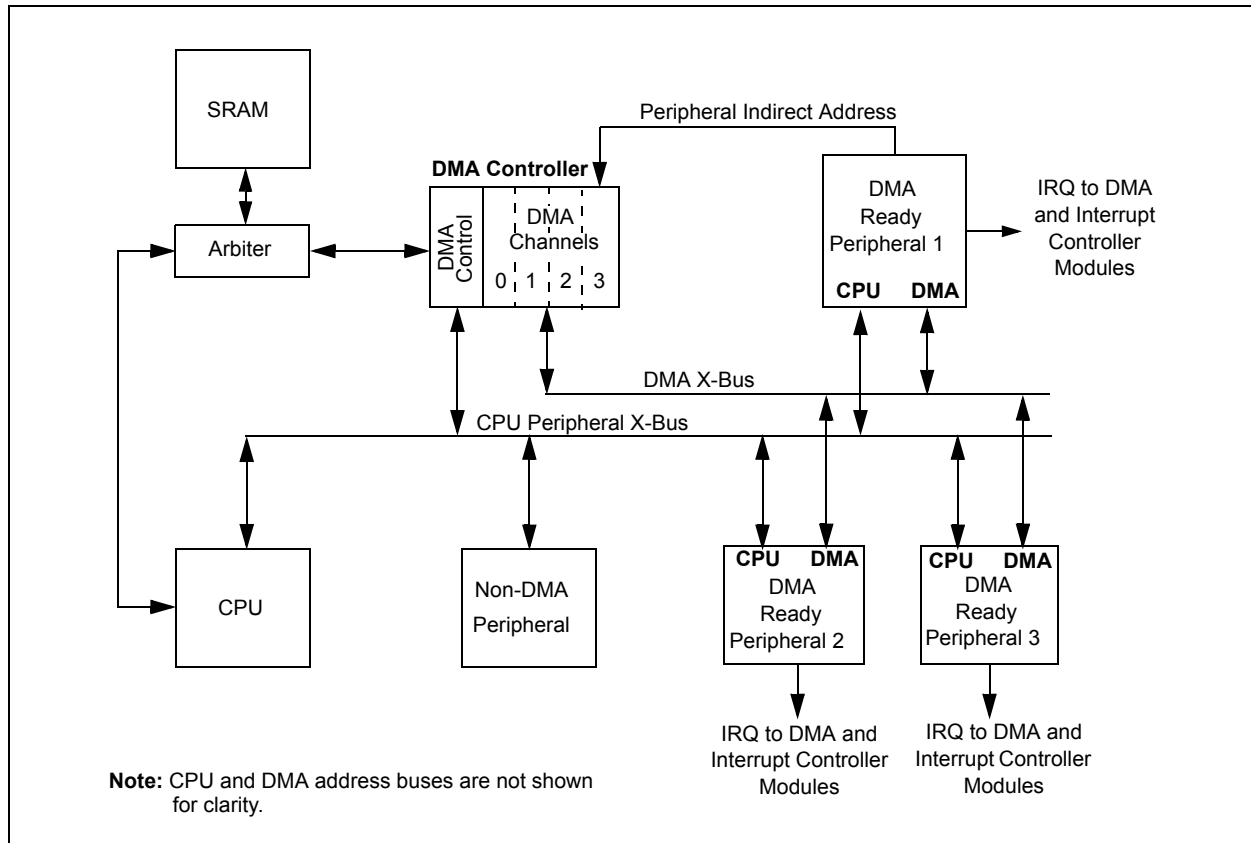 SRAM
Peripheral Indirect Address
DMA Controller
Arbiter
DMA
Control
DMA
Channels
0 1 2 3
DMA
Ready
Peripheral 1
CPU DMA
IRQ to DMA
and Interrupt
Controller
Modules
DMA X-Bus
CPU Peripheral X-Bus
CPU
Non-DMA
Peripheral
CPU DMA
DMA
Ready
Peripheral 2
CPU DMA
DMA
Ready
Peripheral 3
IRQ to DMA and
Interrupt Controller
Modules
IRQ to DMA and
Interrupt Controller
Modules
Note: CPU and DMA address buses are not shown
for clarity.